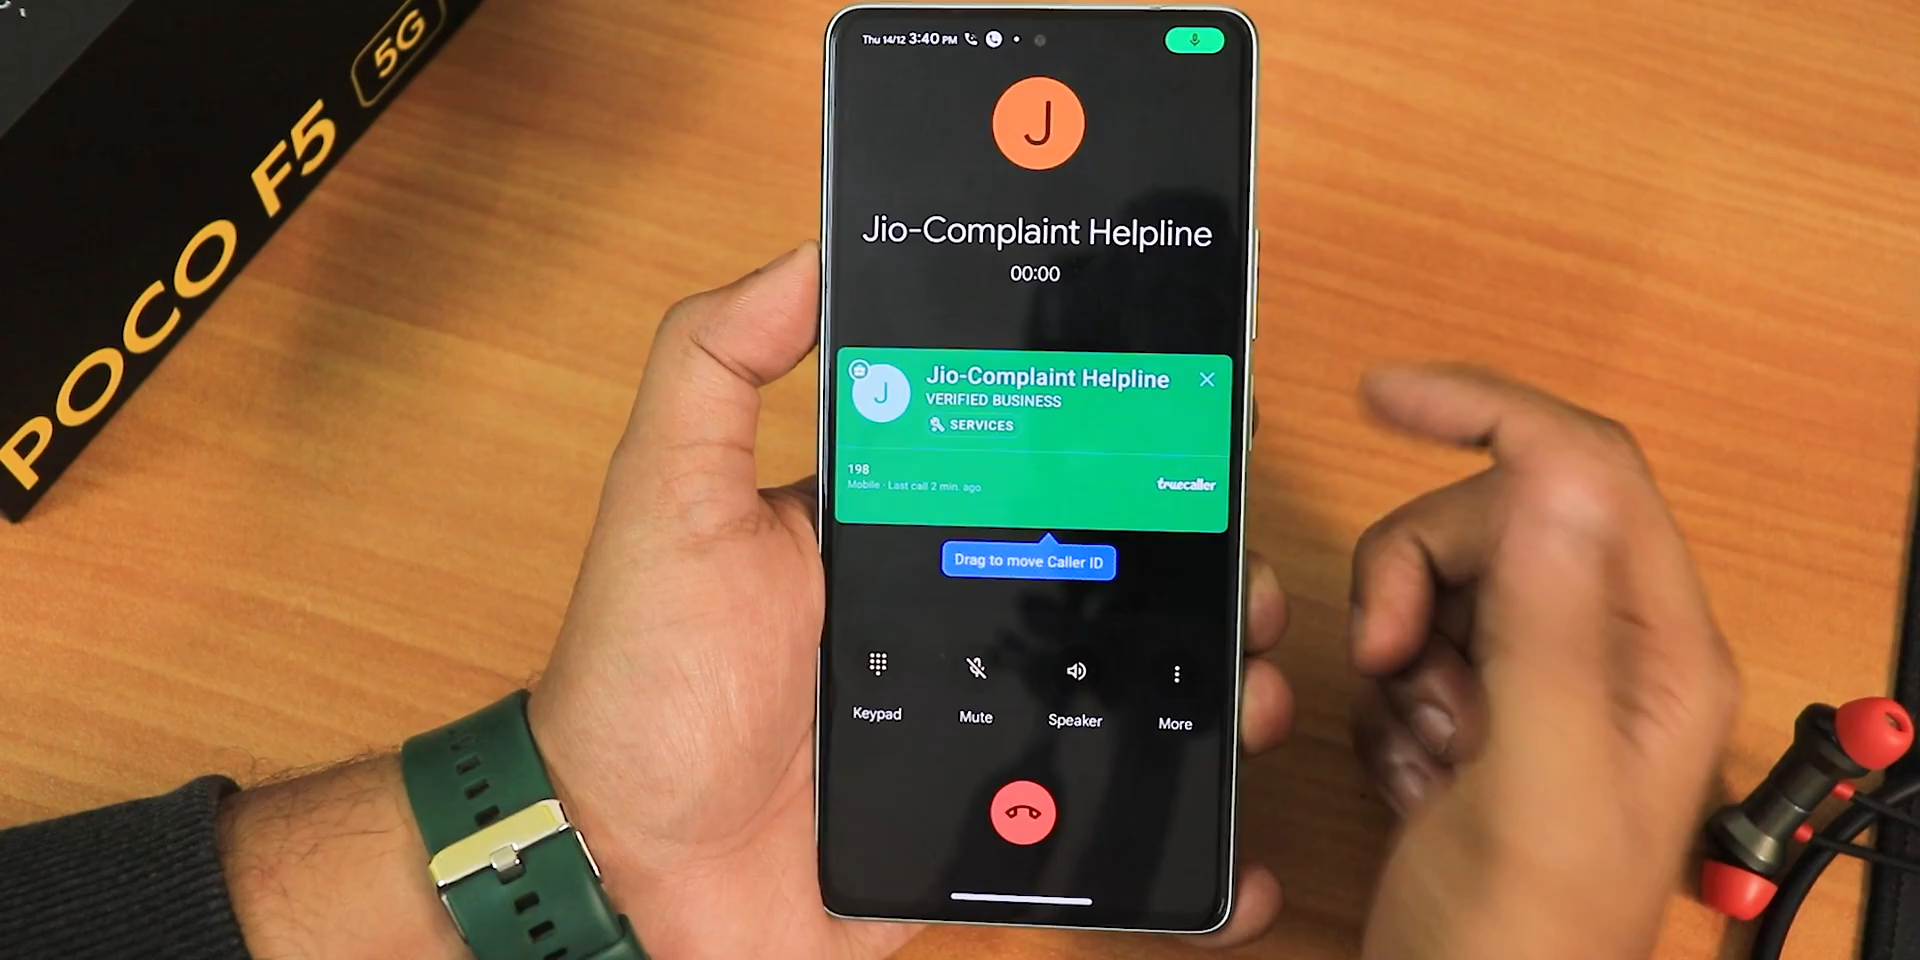 POCO F5 5G
Thu 14/12 3:40 PM
J
Jio-Complaint Helpline
00:00
J
Jio-Complaint Helpline
VERIFIED BUSINESS
SERVICES
198
Mobile · Last call 2 min. ago
truecaller
Drag to move Caller ID
Keypad
Mute
Speaker
More